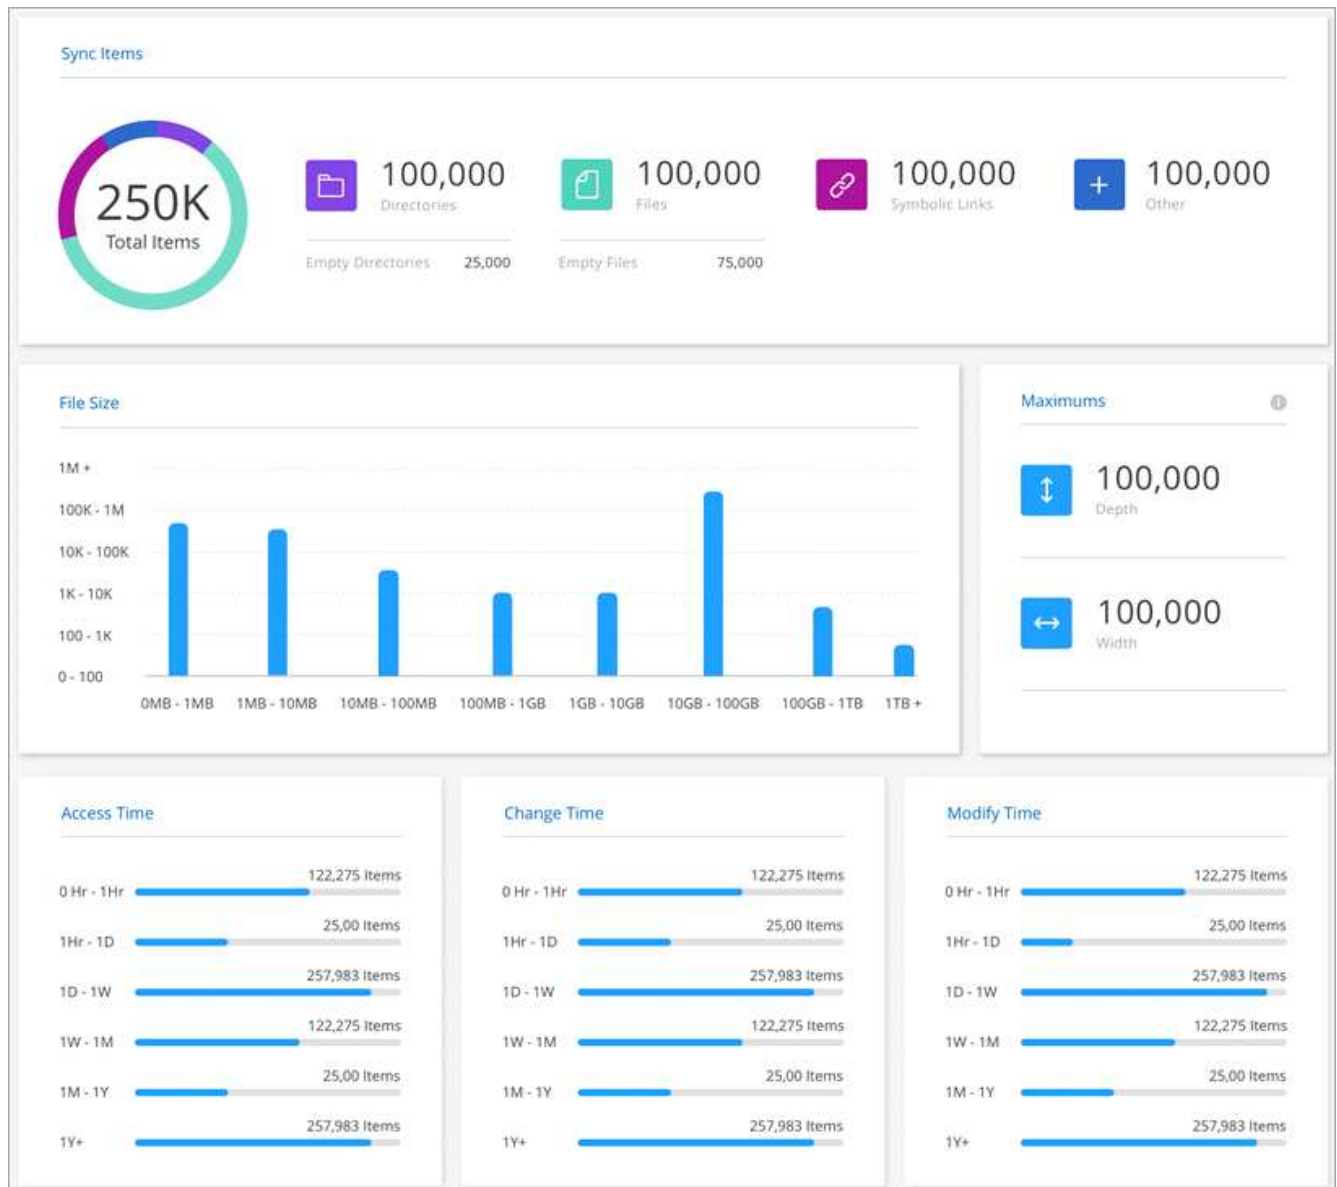 Sync Items
250K
Total Items
100,000
Directories
Empty Directories 25,000
100,000
Files
Empty Files 75,000
100,000
Symbolic Links
100,000
Other
File Size
1M +
100K - 1M
10K - 100K
1K - 10K
100 - 1K
0 - 100
0MB - 1MB 1MB - 10MB 10MB - 100MB 100MB - 1GB 1GB - 10GB 10GB - 100GB 100GB - 1TB 1TB +
Maximums
100,000
Depth
100,000
Width
Access Time
122,275 Items
0 Hr - 1Hr
25,00 Items
1Hr - 1D
257,983 Items
1D - 1W
122,275 Items
1W - 1M
25,00 Items
1M - 1Y
257,983 Items
1Y+
Change Time
122,275 Items
0 Hr - 1Hr
25,00 Items
1Hr - 1D
257,983 Items
1D - 1W
122,275 Items
1W - 1M
25,00 Items
1M - 1Y
257,983 Items
1Y+
Modify Time
122,275 Items
0 Hr - 1Hr
25,00 Items
1Hr - 1D
257,983 Items
1D - 1W
122,275 Items
1W - 1M
25,00 Items
1M - 1Y
257,983 Items
1Y+